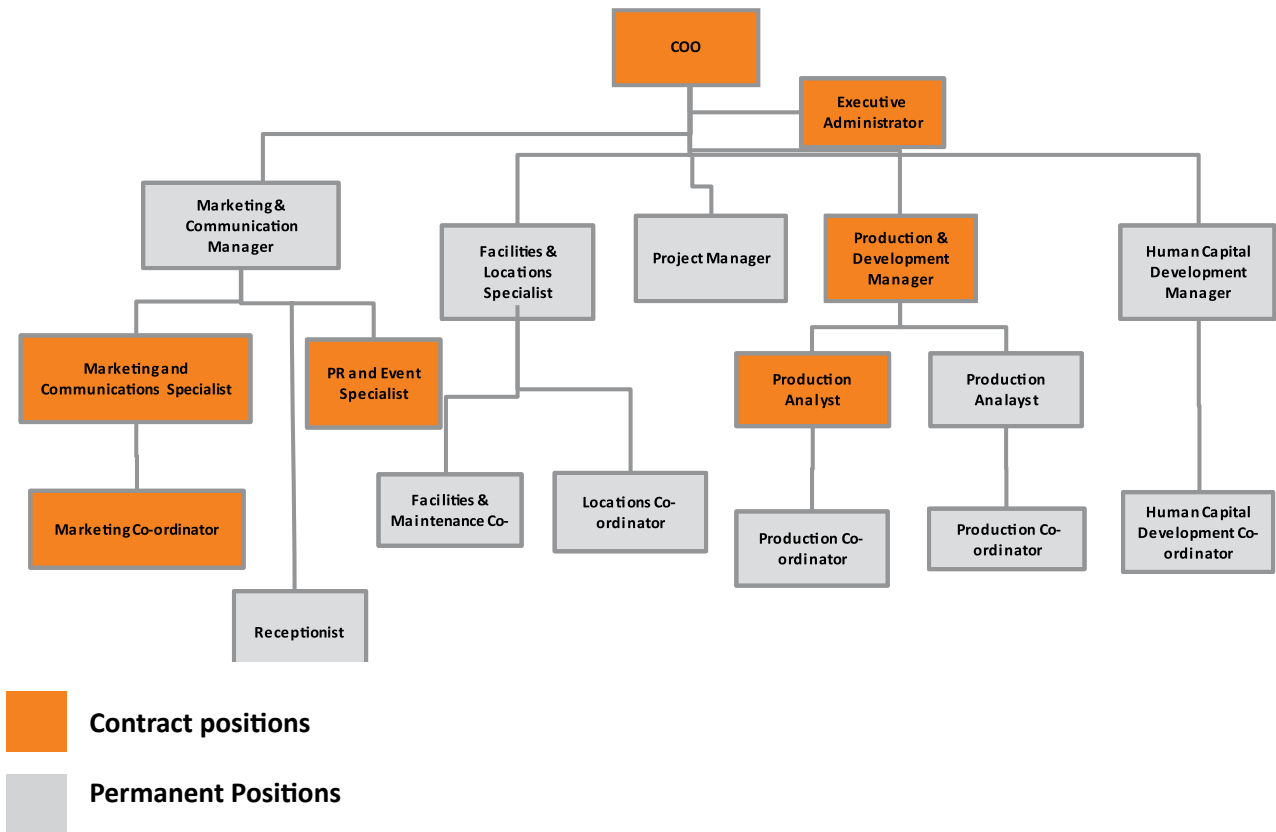 COO
Executive
Administrator
Marketing &
Communication
Manager
Facilities &
Locations
Specialist
Project Manager
Production &
Development
Manager
Human Capital
Development
Manager
Marketing and
Communications Specialist
PR and Event
Specialist
Production
Analyst
Production
Analayst
Marketing Co-ordinator
Facilities &
Maintenance Co-
Locations Co-
ordinator
Production Co-
ordinator
Production Co-
ordinator
Human Capital
Development Co-
ordinator
Receptionist
Contract positions
Permanent Positions